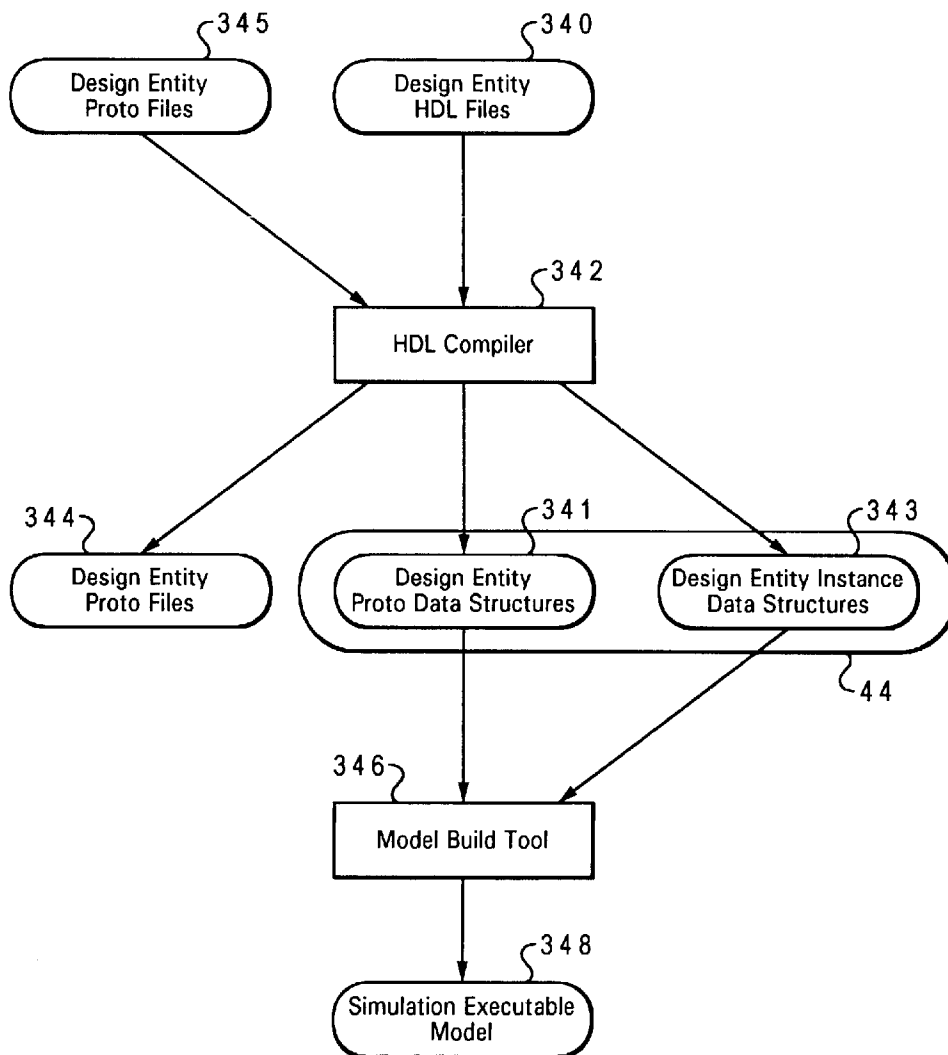 345
340
Design Entity
Proto Files
Design Entity
HDL Files
342
HDL Compiler
344
341
343
Design Entity
Proto Files
Design Entity
Proto Data Structures
Design Entity Instance
Data Structures
44
346
Model Build Tool
348
Simulation Executable
Model